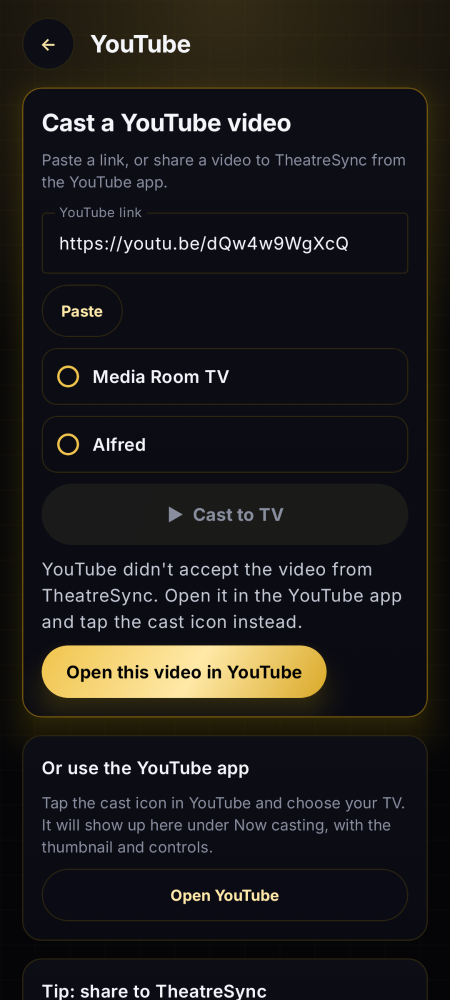 YouTube
Cast a YouTube video
Paste a link, or share a video to TheatreSync from
the YouTube app.
YouTube link
https://youtu.be/dQw4w9WgXcQ
Paste
Media Room TV
Alfred
Cast to TV
YouTube didn't accept the video from
TheatreSync. Open it in the YouTube app
and tap the cast icon instead.
Open this video in YouTube
Or use the YouTube app
Tap the cast icon in YouTube and choose your TV.
It will show up here under Now casting, with the
thumbnail and controls.
Open YouTube
Tip: share to TheatreSync